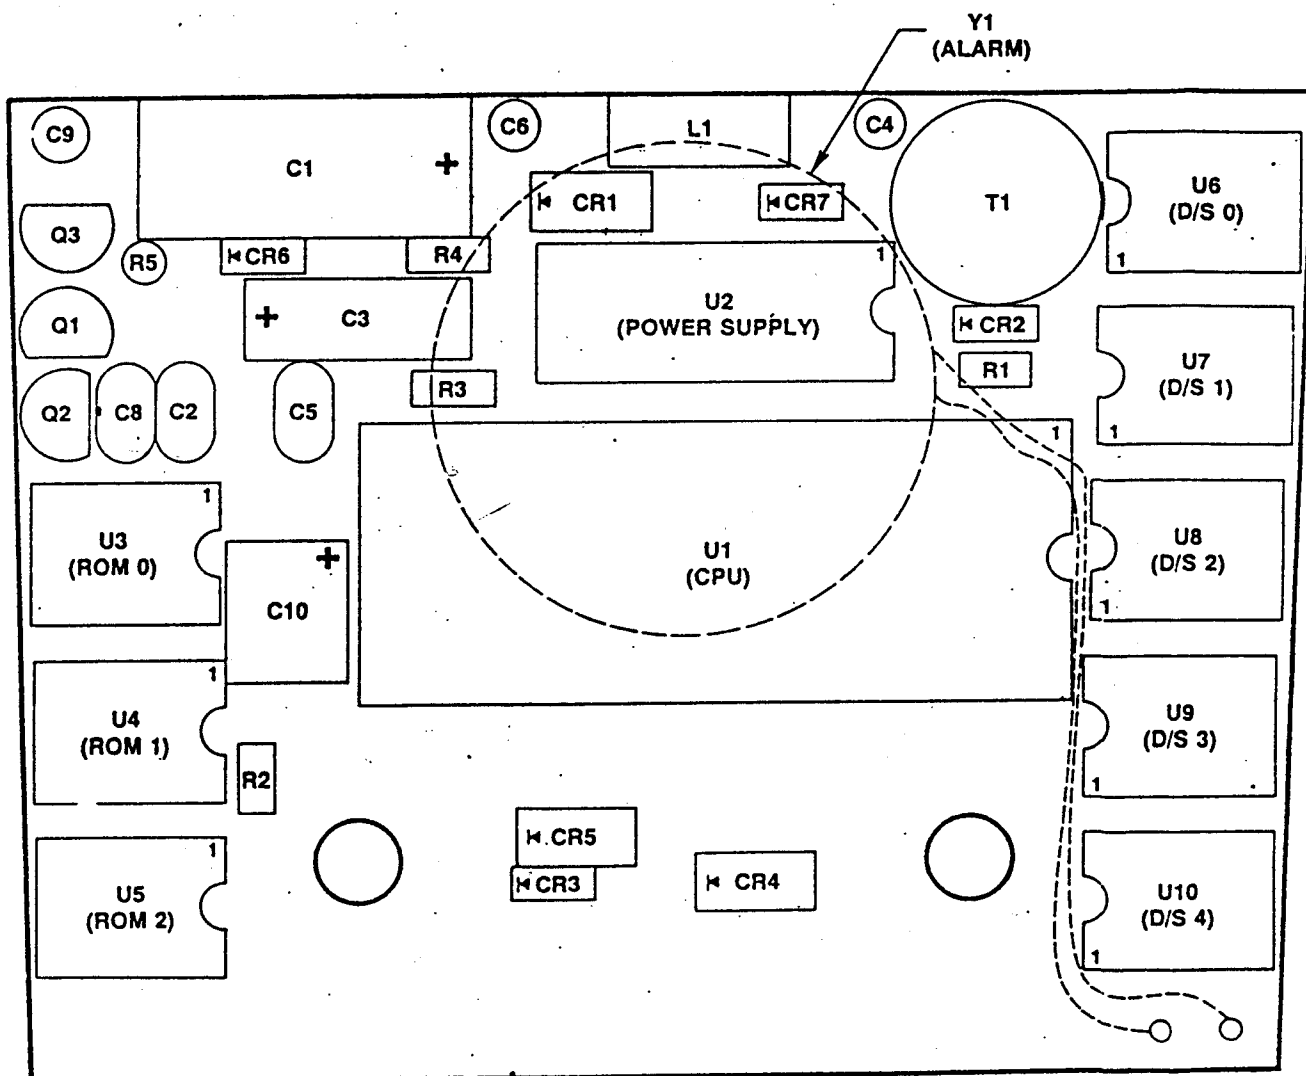 Y1
(ALARM)
C9
C1
+
C6
L1
C4
T1
U6
(D/S 0)
1
Q3
R5
CR6
R4
CR1
CR7
U2
(POWER SUPPLY)
1
Q1
+
C3
CR2
R1
U7
(D/S 1)
1
Q2
C8
C2
C5
R3
1
U1
(CPU)
U3
(ROM 0)
1
+
C10
U8
(D/S 2)
1
U4
(ROM 1)
1
R2
U9
(D/S 3)
1
U5
(ROM 2)
1
CR5
CR3
CR4
U10
(D/S 4)
1